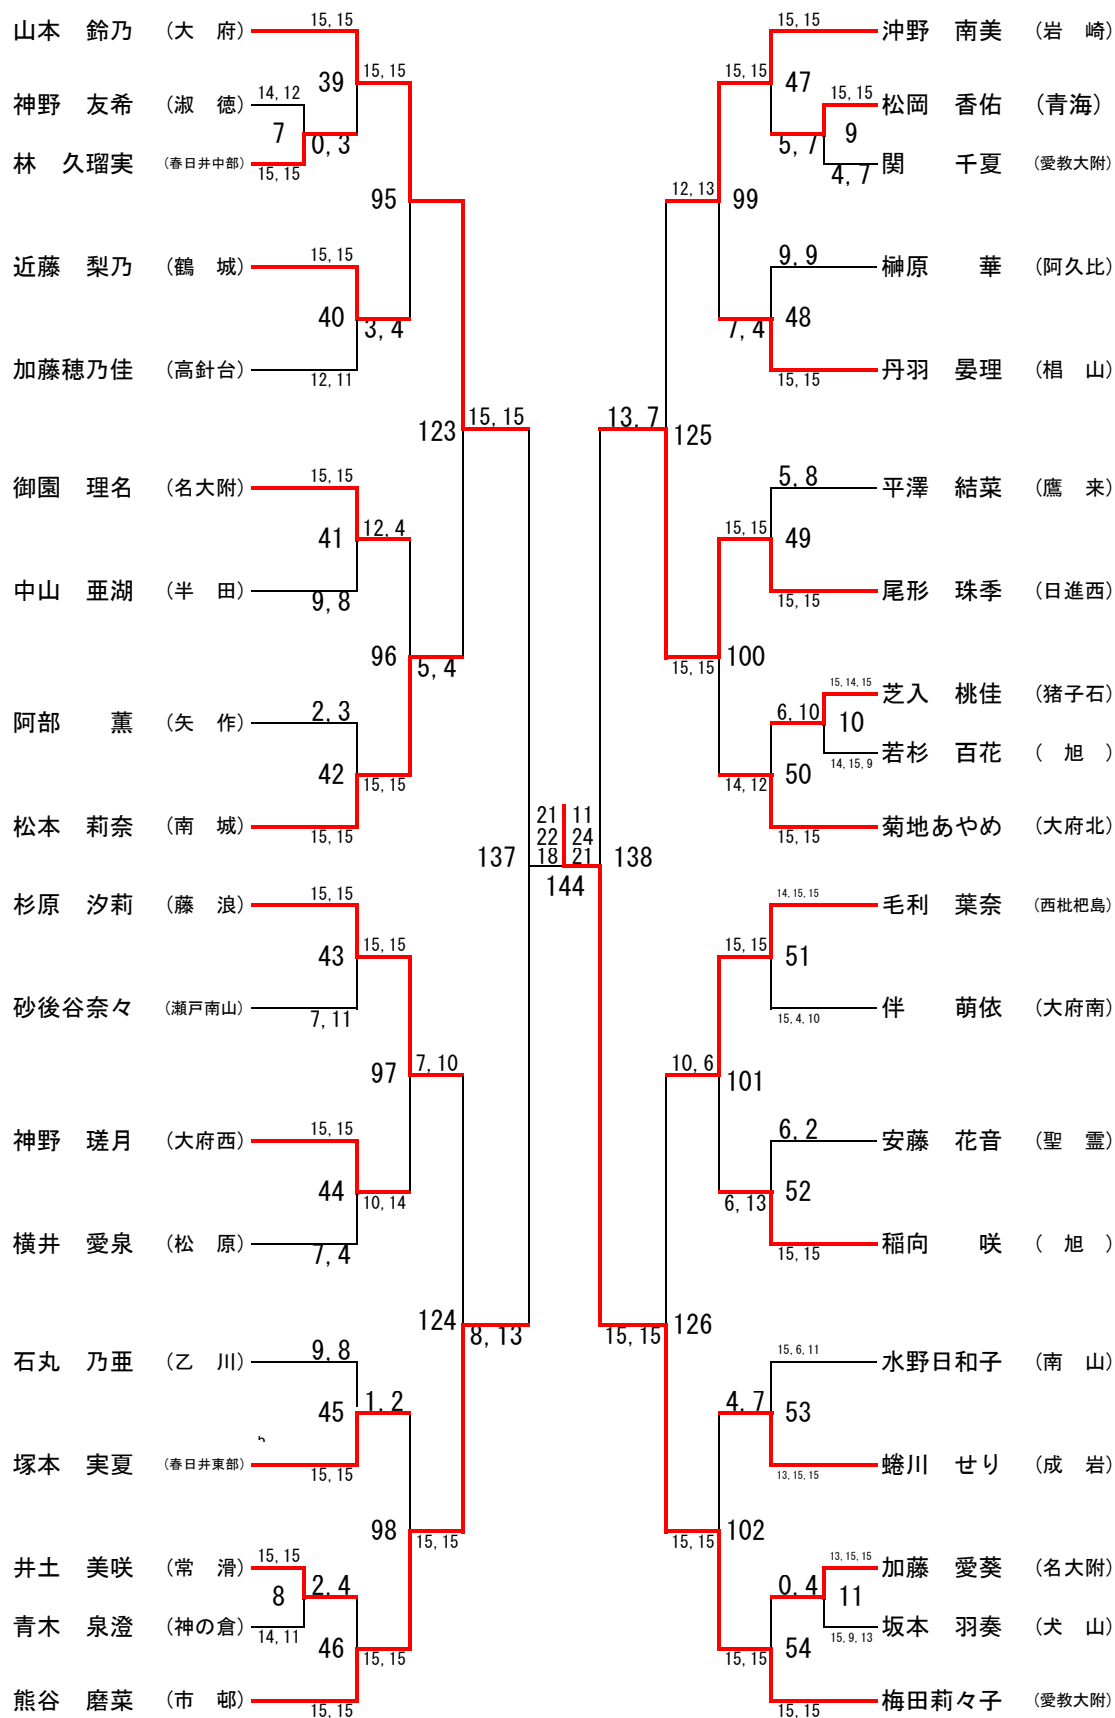 山本　鈴乃　（大　府）
15, 15
39
15, 15
神野　友希　（淑　徳）
14, 12
7
0, 3
林　久瑠実　（春日井中部）
15, 15
95
近藤　梨乃　（鶴　城）
15, 15
40
3, 4
加藤穂乃佳　（高針台）
12, 11
123
15, 15
御園　理名　（名大附）
15, 15
41
12, 4
中山　亜湖　（半　田）
9, 8
96
5, 4
阿部　　薫　（矢　作）
2, 3
42
15, 15
松本　莉奈　（南　城）
15, 15
137
杉原　汐莉　（藤　浪）
15, 15
43
15, 15
砂後谷奈々　（瀬戸南山）
7, 11
97
7, 10
神野　瑳月　（大府西）
15, 15
44
10, 14
横井　愛泉　（松　原）
7, 4
124
8, 13
石丸　乃亜　（乙　川）
9, 8
45
1, 2
塚本　実夏　（春日井東部）
15, 15
98
15, 15
井土　美咲　（常　滑）
15, 15
8
2, 4
青木　泉澄　（神の倉）
14, 11
46
15, 15
熊谷　磨菜　（市　邨）
15, 15
21　11
22　24
18　21
144
15, 15
沖野　南美　（岩　崎）
15, 15
47
15, 15
松岡　香佑　（青海）
9
5, 7
関　　千夏　（愛教大附）
4, 7
12, 13
99
9, 9
榊原　　華　（阿久比）
48
7, 4
丹羽　晏理　（椙　山）
15, 15
13, 7
125
5, 8
平澤　結菜　（鷹　来）
15, 15
49
尾形　珠季　（日進西）
15, 15
15, 15
100
15, 14, 15
芝入　桃佳　（猪子石）
6, 10
10
若杉　百花　（　旭　）
14, 15, 9
50
14, 12
菊地あやめ　（大府北）
15, 15
138
14, 15, 15
毛利　葉奈　（西枇杷島）
15, 15
51
伴　　萌依　（大府南）
15, 4, 10
10, 6
101
6, 2
安藤　花音　（聖　霊）
52
6, 13
稲向　　咲　（　旭　）
15, 15
15, 15
126
15, 6, 11
水野日和子　（南　山）
4, 7
53
蜷川　せり　（成　岩）
13, 15, 15
15, 15
102
13, 15, 15
加藤　愛葵　（名大附）
0, 4
11
坂本　羽奏　（犬　山）
15, 9, 13
54
15, 15
梅田莉々子　（愛教大附）
15, 15